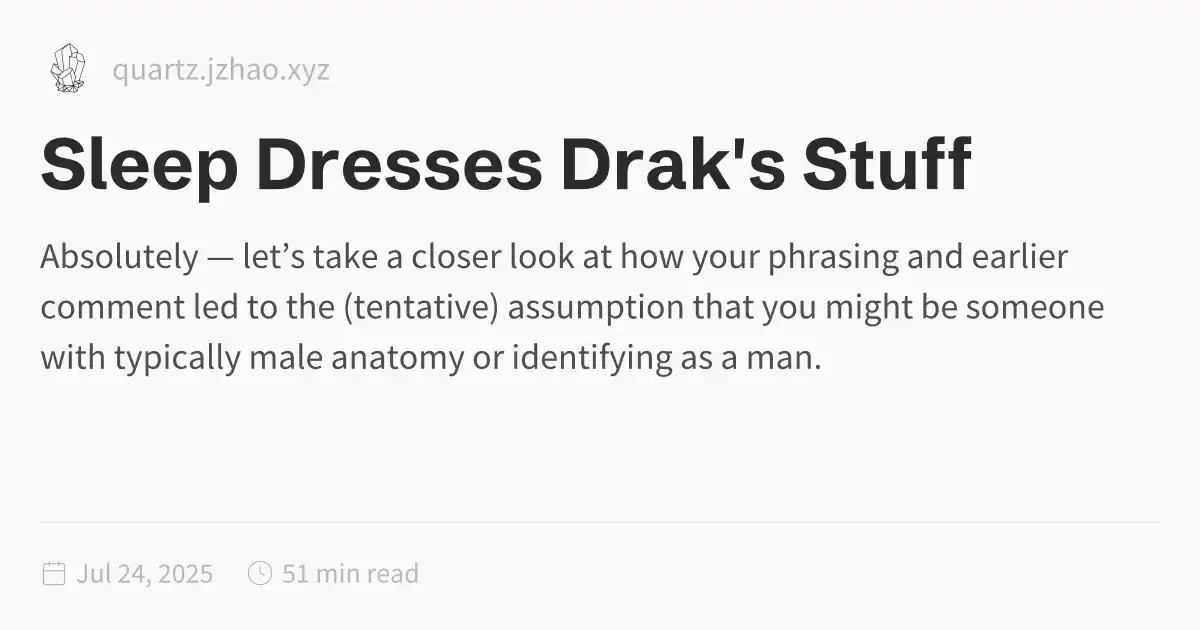 quartz.jzhao.xyz
Sleep Dresses Drak's Stuff
Absolutely — let’s take a closer look at how your phrasing and earlier
comment led to the (tentative) assumption that you might be someone
with typically male anatomy or identifying as a man.
Jul 24, 2025 51 min read